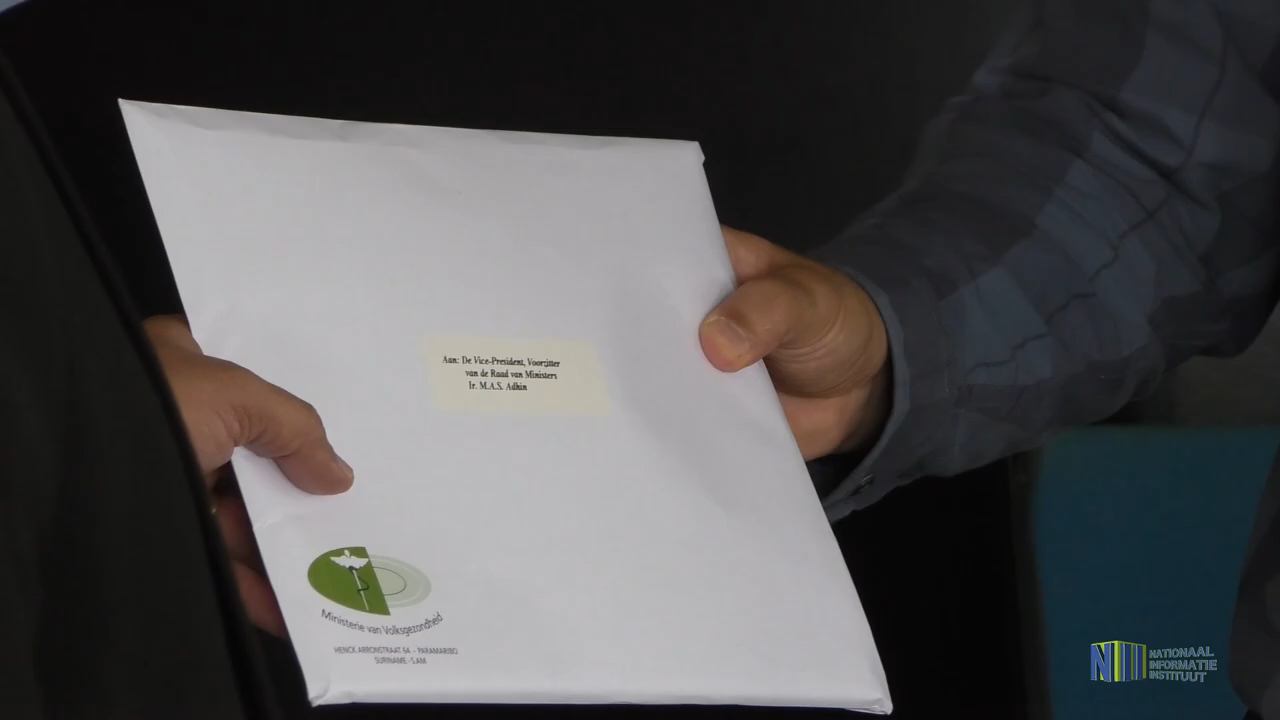 Aan: De Vice-President, Voorzitter
van de Raad van Ministers
Ir. M.A.S. Adhin
Ministerie van Volksgezondheid
HENCK ARRONSTRAAT 64 - PARAMARIBO
SURINAME - S.AM
NII NATIONAAL
INFORMATIE
INSTITUUT